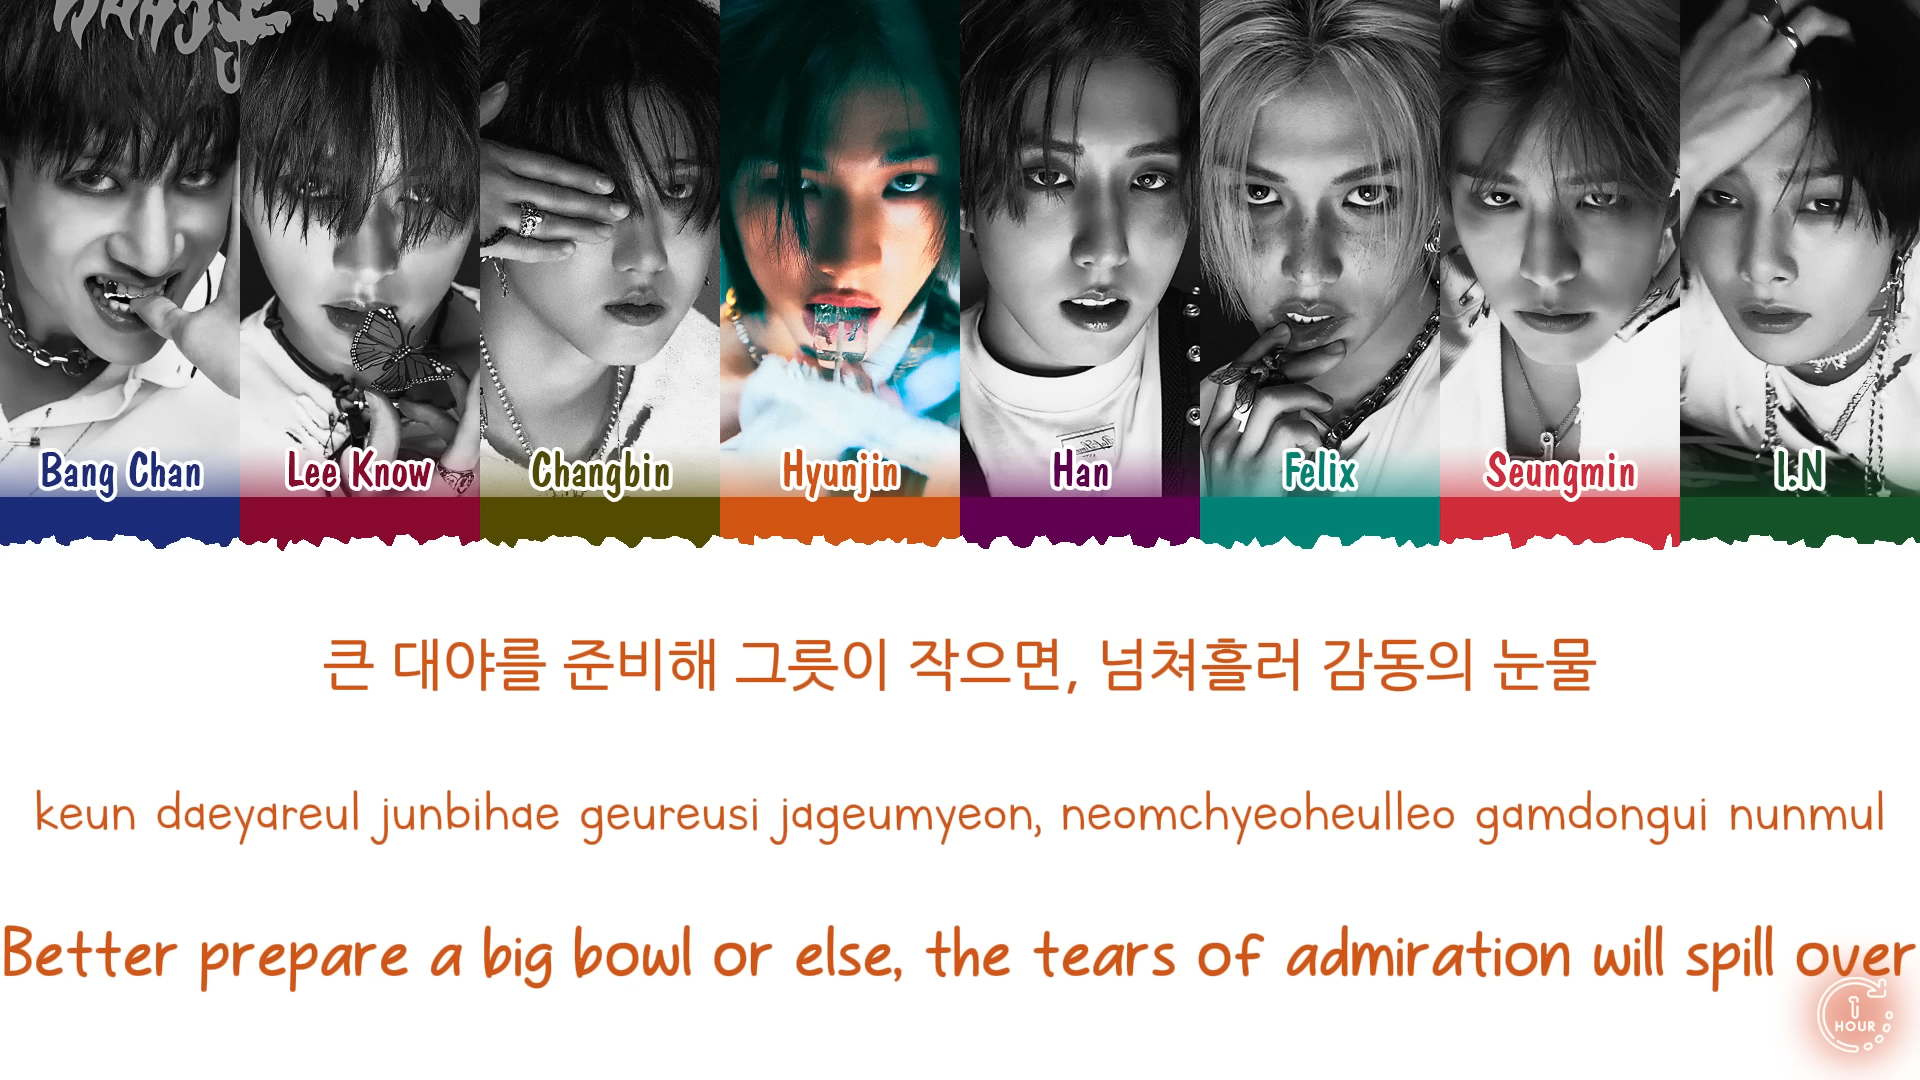 Bang Chan
Lee Know
Changbin
Hyunjin
Han
Felix
Seungmin
I.N
큰 대야를 준비해 그릇이 작으면, 넘쳐흘러 감동의 눈물
keun daeyareul junbihae geureusi jageumyeon, neomchyeoheulleo gamdongui nunmul
Better prepare a big bowl or else, the tears of admiration will spill over
1
HOUR